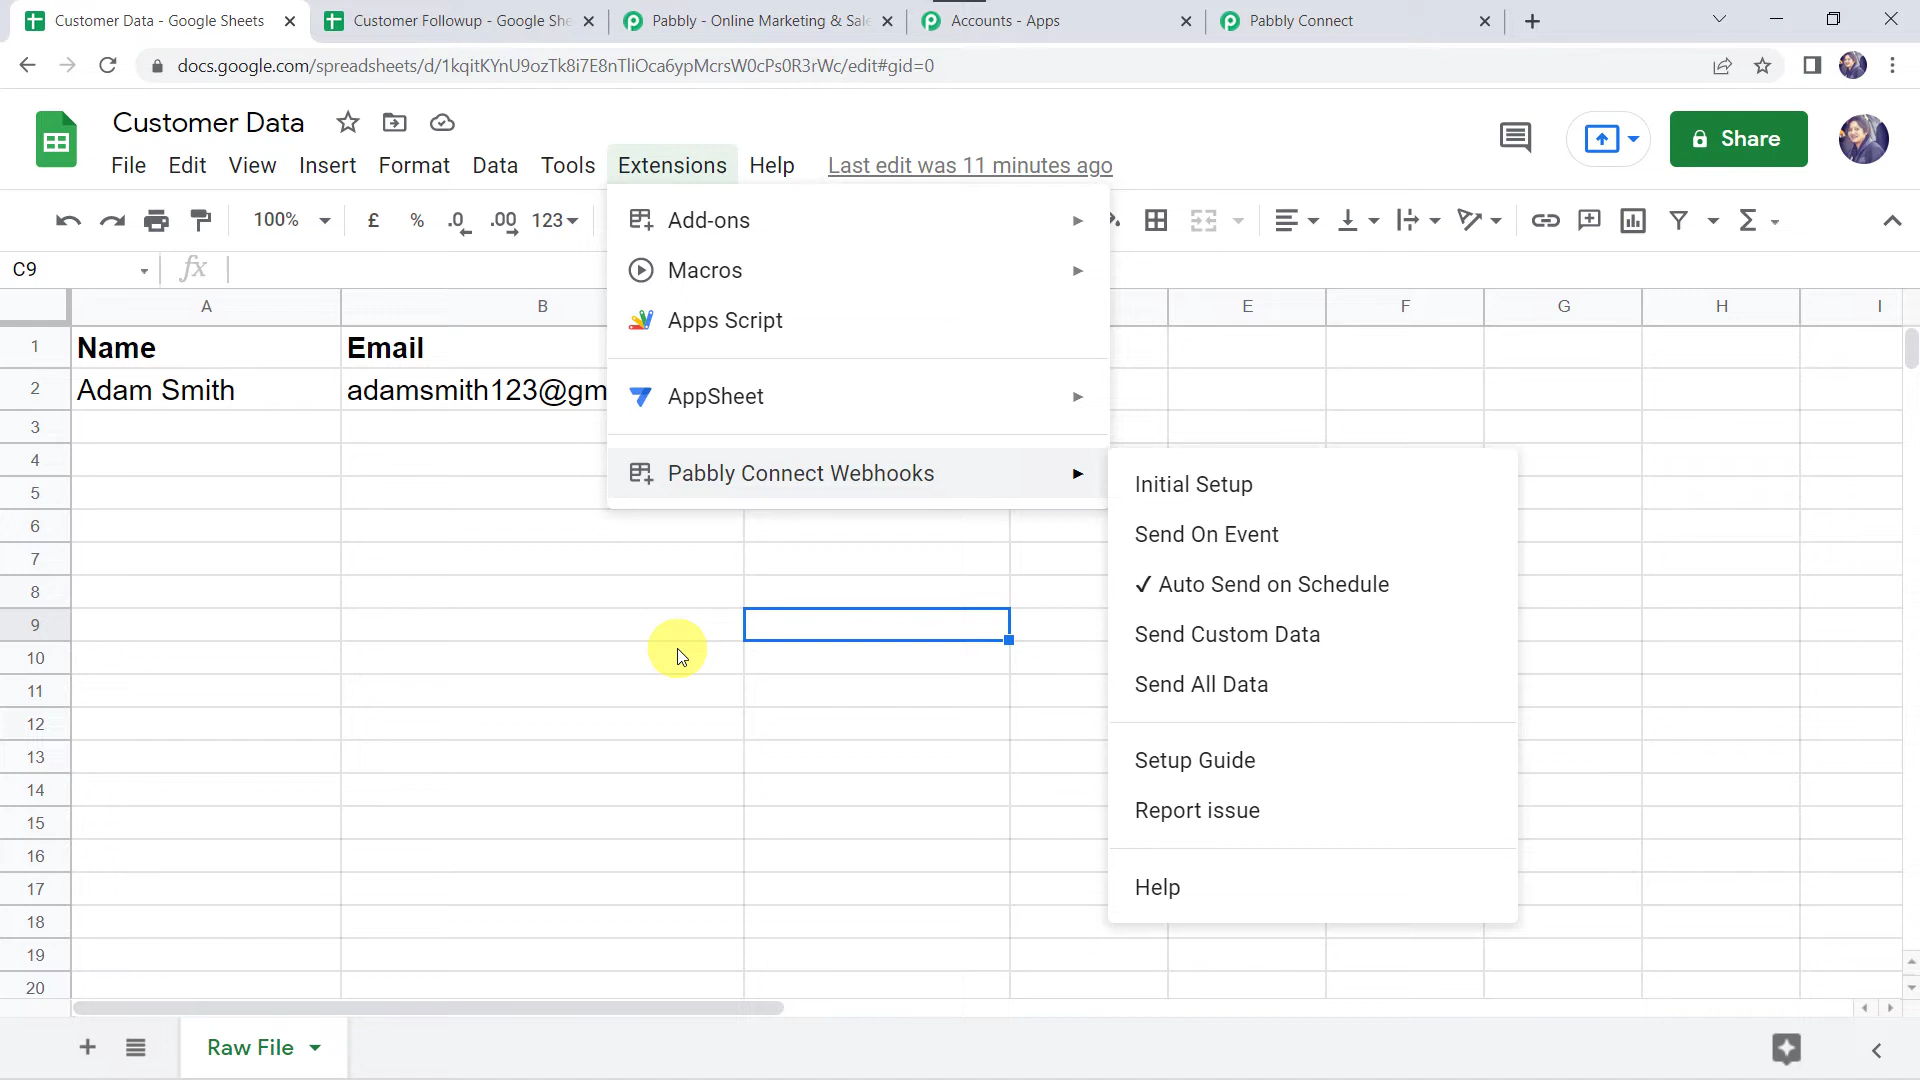 Customer Data - Google Sheets
Customer Followup - Google She
Pabbly - Online Marketing & Sale
Accounts - Apps
Pabbly Connect
docs.google.com/spreadsheets/d/1kqitKYnU9ozTk8i7E8nTliOca6ypMcrsW0cPs0R3rWc/edit#gid=0
Customer Data
Share
File Edit View Insert Format Data Tools Extensions Help Last edit was 11 minutes ago
100% £ % .0 .00 123
C9 fx
Add-ons
Macros
Apps Script
AppSheet
Pabbly Connect Webhooks
Initial Setup
Send On Event
✓ Auto Send on Schedule
Send Custom Data
Send All Data
Setup Guide
Report issue
Help
A B E F G H I
1 Name Email
2 Adam Smith adamsmith123@gm
3
4
5
6
7
8
9
10
11
12
13
14
15
16
17
18
19
20
Raw File